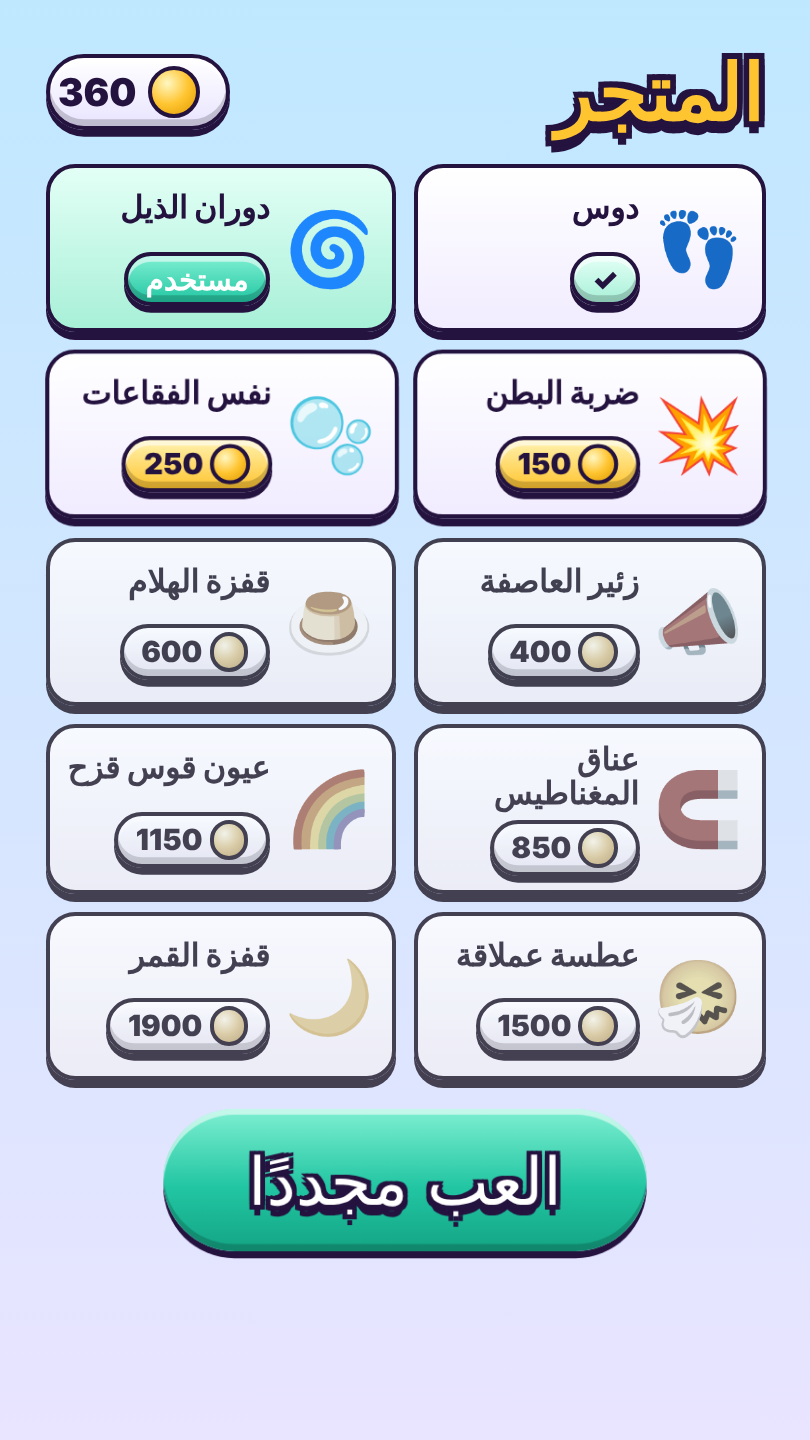 المتجر
360
دوس
✓
دوران الذيل
مستخدم
ضربة البطن
150
نفس الفقاعات
250
زئير العاصفة
400
قفزة الهلام
600
عناق
المغناطيس
850
عيون قوس قزح
1150
عطسة عملاقة
1500
قفزة القمر
1900
العب مجددًا